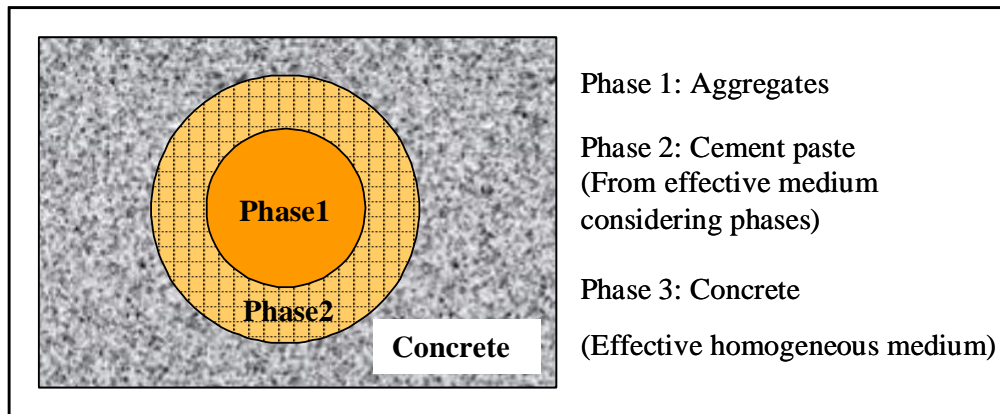 Phase1
Phase2
Concrete
Phase 1: Aggregates
Phase 2: Cement paste
(From effective medium
considering phases)
Phase 3: Concrete
(Effective homogeneous medium)